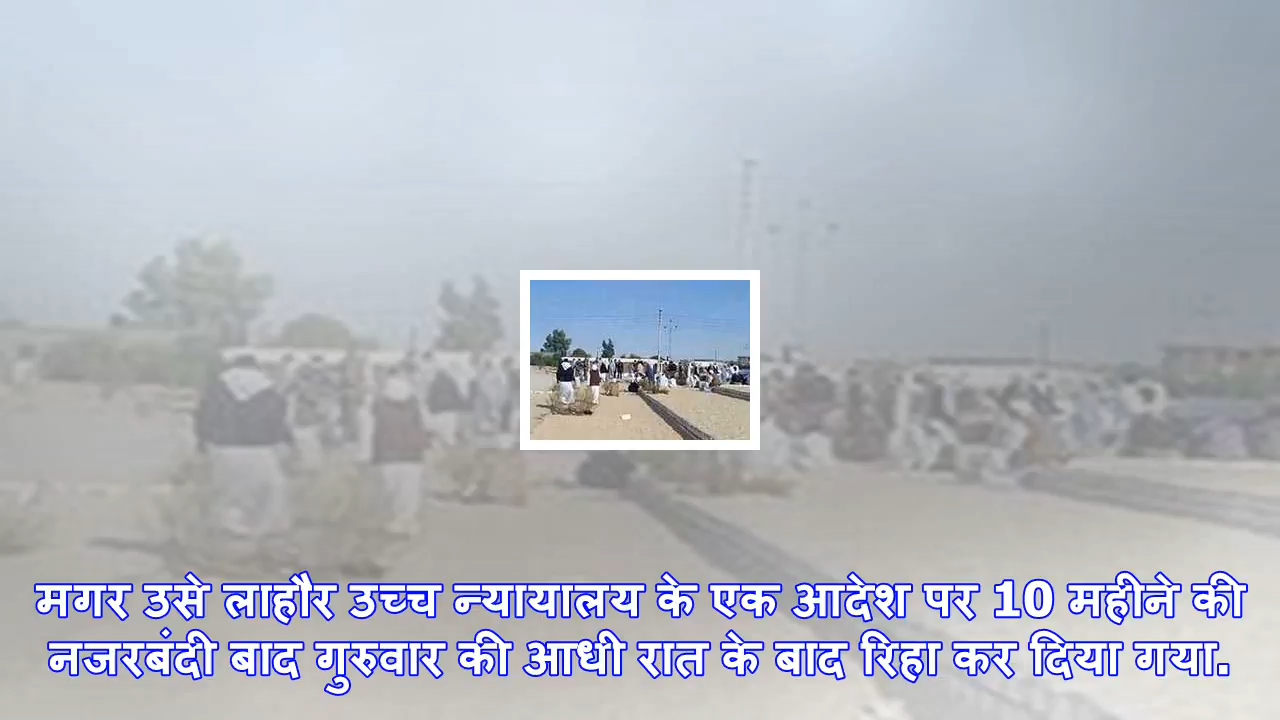 मगर उसे लाहौर उच्च न्यायालय के एक आदेश पर 10 महीने की
नजरबंदी बाद गुरुवार की आधी रात के बाद रिहा कर दिया गया.